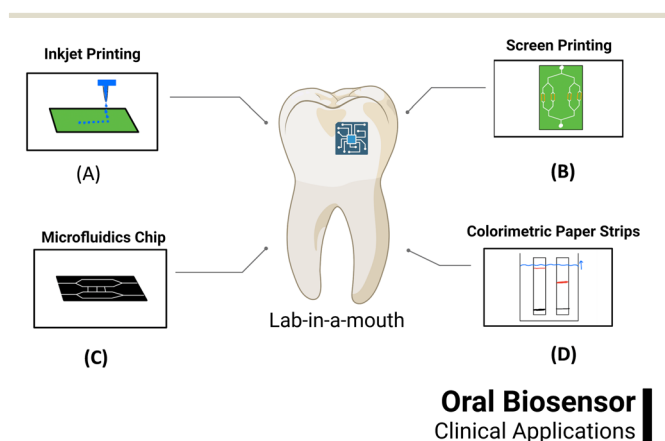 Inkjet Printing
(A)
Screen Printing
(B)
Microfluidics Chip
(C)
Colorimetric Paper Strips
(D)
Lab-in-a-mouth
Oral Biosensor
Clinical Applications